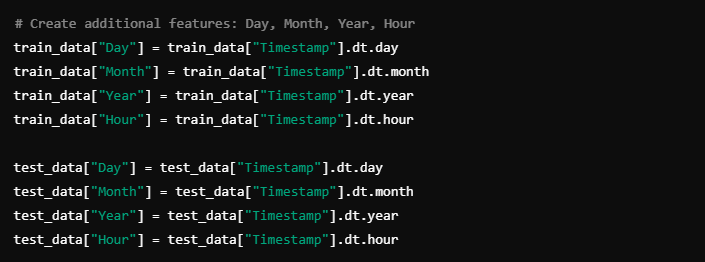 # Create additional features: Day, Month, Year, Hour
train_data["Day"] = train_data["Timestamp"].dt.day
train_data["Month"] = train_data["Timestamp"].dt.month
train_data["Year"] = train_data["Timestamp"].dt.year
train_data["Hour"] = train_data["Timestamp"].dt.hour

test_data["Day"] = test_data["Timestamp"].dt.day
test_data["Month"] = test_data["Timestamp"].dt.month
test_data["Year"] = test_data["Timestamp"].dt.year
test_data["Hour"] = test_data["Timestamp"].dt.hour